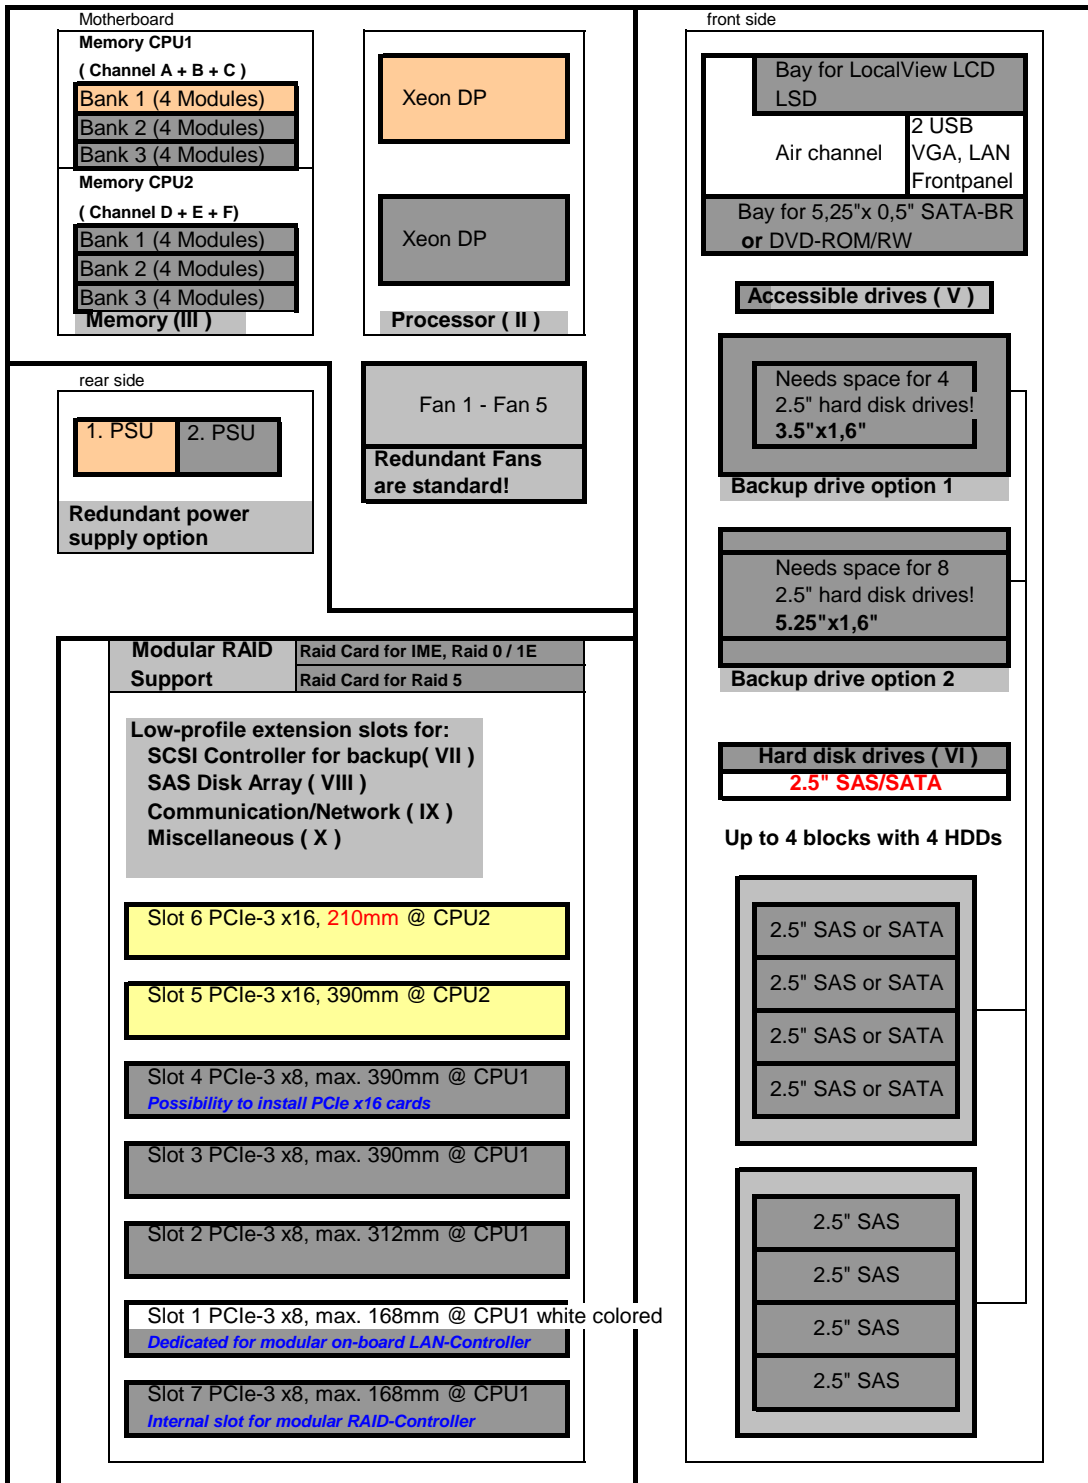 Motherboard
Memory CPU1
( Channel A + B + C )
Bank 1 (4 Modules)
Bank 2 (4 Modules)
Bank 3 (4 Modules)
Memory CPU2
( Channel D + E + F)
Bank 1 (4 Modules)
Bank 2 (4 Modules)
Bank 3 (4 Modules)
Memory (III )
Xeon DP
Xeon DP
Processor ( II )
rear side
1. PSU
2. PSU
Redundant power
supply option
Fan 1 - Fan 5
Redundant Fans
are standard!
Modular RAID
Support
Raid Card for IME, Raid 0 / 1E
Raid Card for Raid 5
Low-profile extension slots for:
SCSI Controller for backup( VII )
SAS Disk Array ( VIII )
Communication/Network ( IX )
Miscellaneous ( X )
Slot 6 PCIe-3 x16, 210mm @ CPU2
Slot 5 PCIe-3 x16, 390mm @ CPU2
Slot 4 PCIe-3 x8, max. 390mm @ CPU1
Possibility to install PCIe x16 cards
Slot 3 PCIe-3 x8, max. 390mm @ CPU1
Slot 2 PCIe-3 x8, max. 312mm @ CPU1
Slot 1 PCIe-3 x8, max. 168mm @ CPU1 white colored
Dedicated for modular on-board LAN-Controller
Slot 7 PCIe-3 x8, max. 168mm @ CPU1
Internal slot for modular RAID-Controller
front side
Bay for LocalView LCD
LSD
Air channel
2 USB
VGA, LAN
Frontpanel
Bay for 5,25"x 0,5" SATA-BR
or DVD-ROM/RW
Accessible drives ( V )
Needs space for 4
2.5" hard disk drives!
3.5"x1,6"
Backup drive option 1
Needs space for 8
2.5" hard disk drives!
5.25"x1,6"
Backup drive option 2
Hard disk drives ( VI )
2.5" SAS/SATA
Up to 4 blocks with 4 HDDs
2.5" SAS or SATA
2.5" SAS or SATA
2.5" SAS or SATA
2.5" SAS or SATA
2.5" SAS
2.5" SAS
2.5" SAS
2.5" SAS